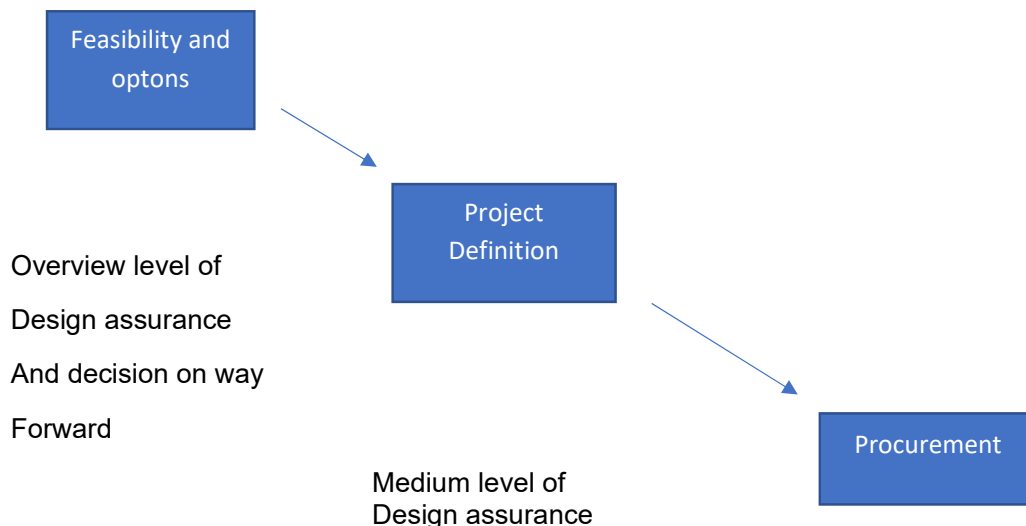 Feasibility and
optons
Project
Definition
Overview level of
Design assurance
And decision on way
Forward
Procurement
Medium level of
Design assurance